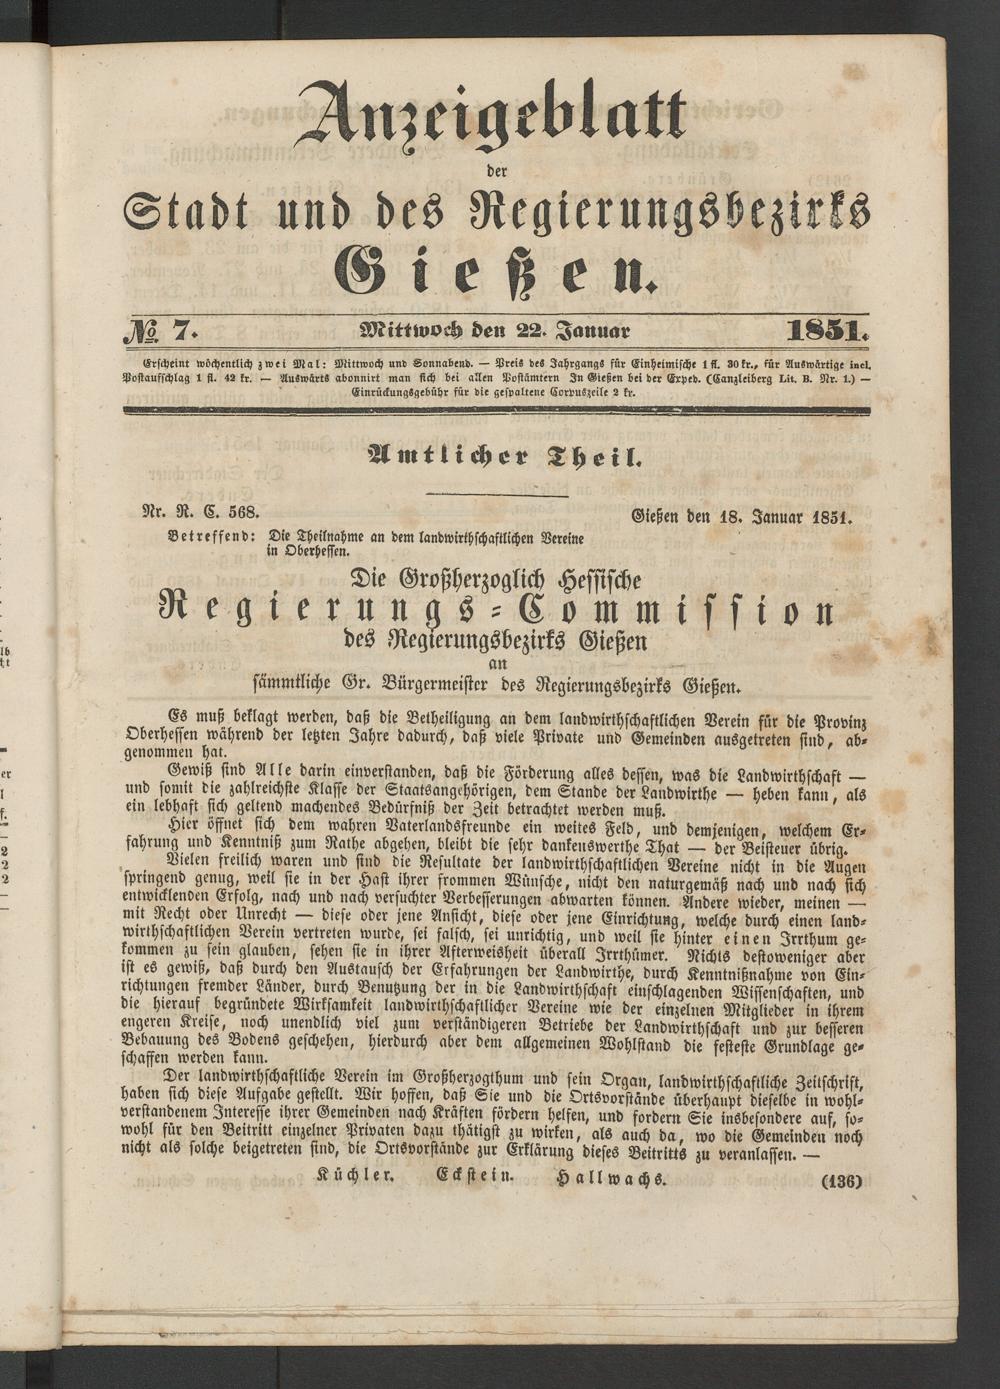 Anzeigeblatt
der
Stadt und des Regierungsbezirks
Gießen.
No. 7. Mittwoch den 22. Januar 1851.
Erscheint wöchentlich zwei Mal: Mittwoch und Sonnabend. — Preis des Jahrgangs für Einheimische 1 fl. 30 kr., für Auswärtige incl.
Postaufschlag 1 fl. 42 kr. — Auswärts abonnirt man sich bei allen Postämtern In Gießen bei der Exped. (Canzleiberg Lit. B. Nr. 1.) —
Einrückungsgebühr für die gespaltene Corpuszeile 2 kr.
Amtlicher Theil.
Nr. R. C. 568. Gießen den 18. Januar 1851.
Betreffend: Die Theilnahme an dem landwirthschaftlichen Vereine
in Oberhessen.
Die Großherzoglich Hessische
Regierungs-Commission
des Regierungsbezirks Gießen
an
sämmtliche Gr. Bürgermeister des Regierungsbezirks Gießen.
Es muß beklagt werden, daß die Betheiligung an dem landwirthschaftlichen Verein für die Provinz
Oberhessen während der letzten Jahre dadurch, daß viele Private und Gemeinden ausgetreten sind, ab-
genommen hat.
Gewiß sind Alle darin einverstanden, daß die Förderung alles dessen, was die Landwirthschaft —
und somit die zahlreichste Klasse der Staatsangehörigen, dem Stande der Landwirthe — heben kann, als
ein lebhaft sich geltend machendes Bedürfniß der Zeit betrachtet werden muß.
Hier öffnet sich dem wahren Vaterlandsfreunde ein weites Feld, und demjenigen, welchem Er-
fahrung und Kenntniß zum Rathe abgehen, bleibt die sehr dankenswerthe That — der Beisteuer übrig.
Vielen freilich waren und sind die Resultate der landwirthschaftlichen Vereine nicht in die Augen
springend genug, weil sie in der Hast ihrer frommen Wünsche, nicht den naturgemäß nach und nach sich
entwicklenden Erfolg, nach und nach versuchter Verbesserungen abwarten können. Andere wieder, meinen —
mit Recht oder Unrecht — diese oder jene Ansicht, diese oder jene Einrichtung, welche durch einen land-
wirthschaftlichen Verein vertreten wurde, sei falsch, sei unrichtig, und weil sie hinter einen Irrthum ge-
kommen zu sein glauben, sehen sie in ihrer Afterweisheit überall Irrthümer. Nichts destoweniger aber
ist es gewiß, daß durch den Austausch der Erfahrungen der Landwirthe, durch Kenntnißnahme von Ein-
richtungen fremder Länder, durch Benutzung der in die Landwirthschaft einschlagenden Wissenschaften, und
die hierauf begründete Wirksamkeit landwirthschaftlicher Vereine wie der einzelnen Mitglieder in ihrem
engeren Kreise, noch unendlich viel zum verständigeren Betriebe der Landwirthschaft und zur besseren
Bebauung des Bodens geschehen, hierdurch aber dem allgemeinen Wohlstand die festeste Grundlage ge-
schaffen werden kann.
Der landwirthschaftliche Verein im Großherzogthum und sein Organ, landwirthschaftliche Zeitschrift,
haben sich diese Aufgabe gestellt. Wir hoffen, daß Sie und die Ortsvorstände überhaupt dieselbe in wohl-
verstandenem Interesse ihrer Gemeinden nach Kräften fördern helfen, und fordern Sie insbesondere auf, so-
wohl für den Beitritt einzelner Privaten dazu thätigst zu wirken, als auch da, wo die Gemeinden noch
nicht als solche beigetreten sind, die Ortsvorstände zur Erklärung dieses Beitritts zu veranlassen. —
Küchler. Eckstein. Hallwachs. (136)